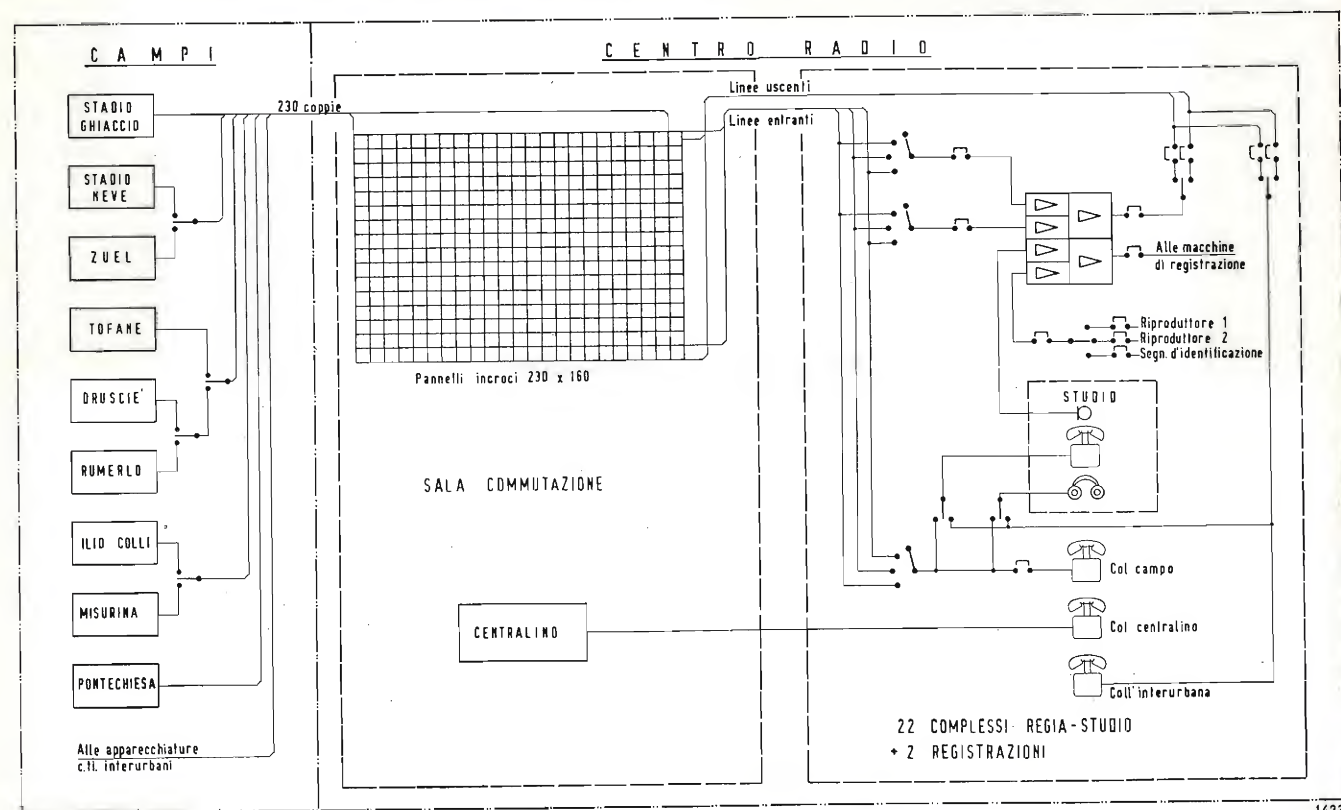 CAMPI
CENTRO RADIO
STADIO
GHIACCIO
STADIO
NEVE
ZUEL
TOFANE
DRUSCIE'
RUMERLO
ILIO COLLI
MISURINA
PONTECHIESA
Alle apparecchiature
c.ti. interurbani
230 coppie
Linee uscenti
Linee entranti
Pannelli incroci 230 x 160
SALA COMMUTAZIONE
CENTRALINO
Alle macchine
di registrazione
Riproduttore 1
Riproduttore 2
Segn. d'identificazione
STUDIO
Col campo
Col centralino
Coll'interurbana
22 COMPLESSI REGIA-STUDIO
+ 2 REGISTRAZIONI